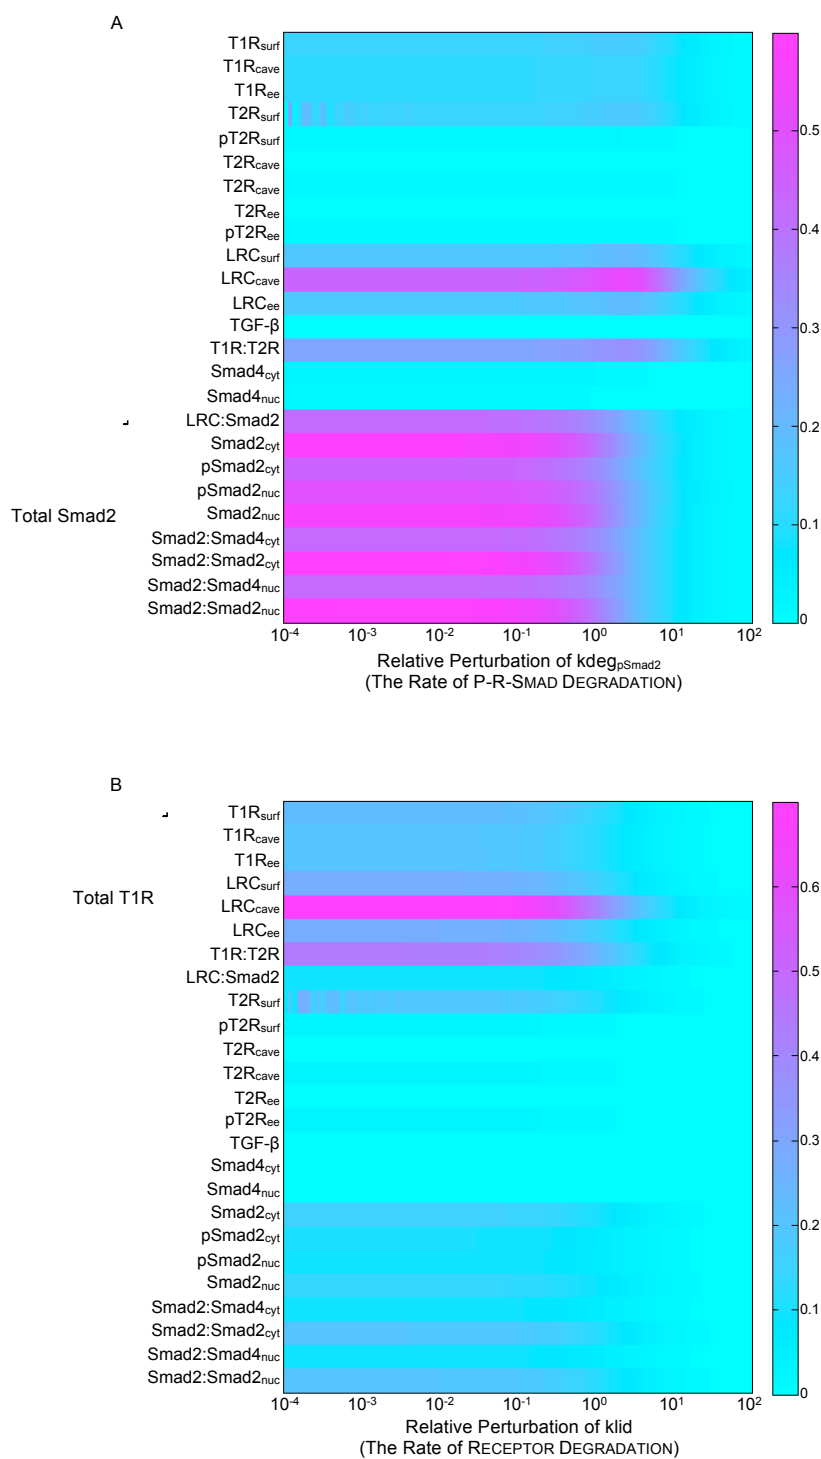 A
T1Rsurf
T1Rcave
T1Ree
T2Rsurf
pT2Rsurf
T2Rcave
T2Rcave
T2Ree
pT2Ree
LRCsurf
LRCcave
LRCee
TGF-β
T1R:T2R
Smad4cyt
Smad4nuc
LRC:Smad2
Smad2cyt
pSmad2cyt
pSmad2nuc
Total Smad2
Smad2nuc
Smad2:Smad4cyt
Smad2:Smad2cyt
Smad2:Smad4nuc
Smad2:Smad2nuc
0.5
0.4
0.3
0.2
0.1
0
10-4 10-3 10-2 10-1 100 101 102
Relative Perturbation of kdegpSmad2
(The Rate of P-R-SMAD DEGRADATION)
B
T1Rsurf
T1Rcave
T1Ree
LRCsurf
Total T1R
LRCcave
LRCee
T1R:T2R
LRC:Smad2
T2Rsurf
pT2Rsurf
T2Rcave
T2Rcave
T2Ree
pT2Ree
TGF-β
Smad4cyt
Smad4nuc
Smad2cyt
pSmad2cyt
pSmad2nuc
Smad2nuc
Smad2:Smad4cyt
Smad2:Smad2cyt
Smad2:Smad4nuc
Smad2:Smad2nuc
0.6
0.5
0.4
0.3
0.2
0.1
0
10-4 10-3 10-2 10-1 100 101 102
Relative Perturbation of klid
(The Rate of RECEPTOR DEGRADATION)